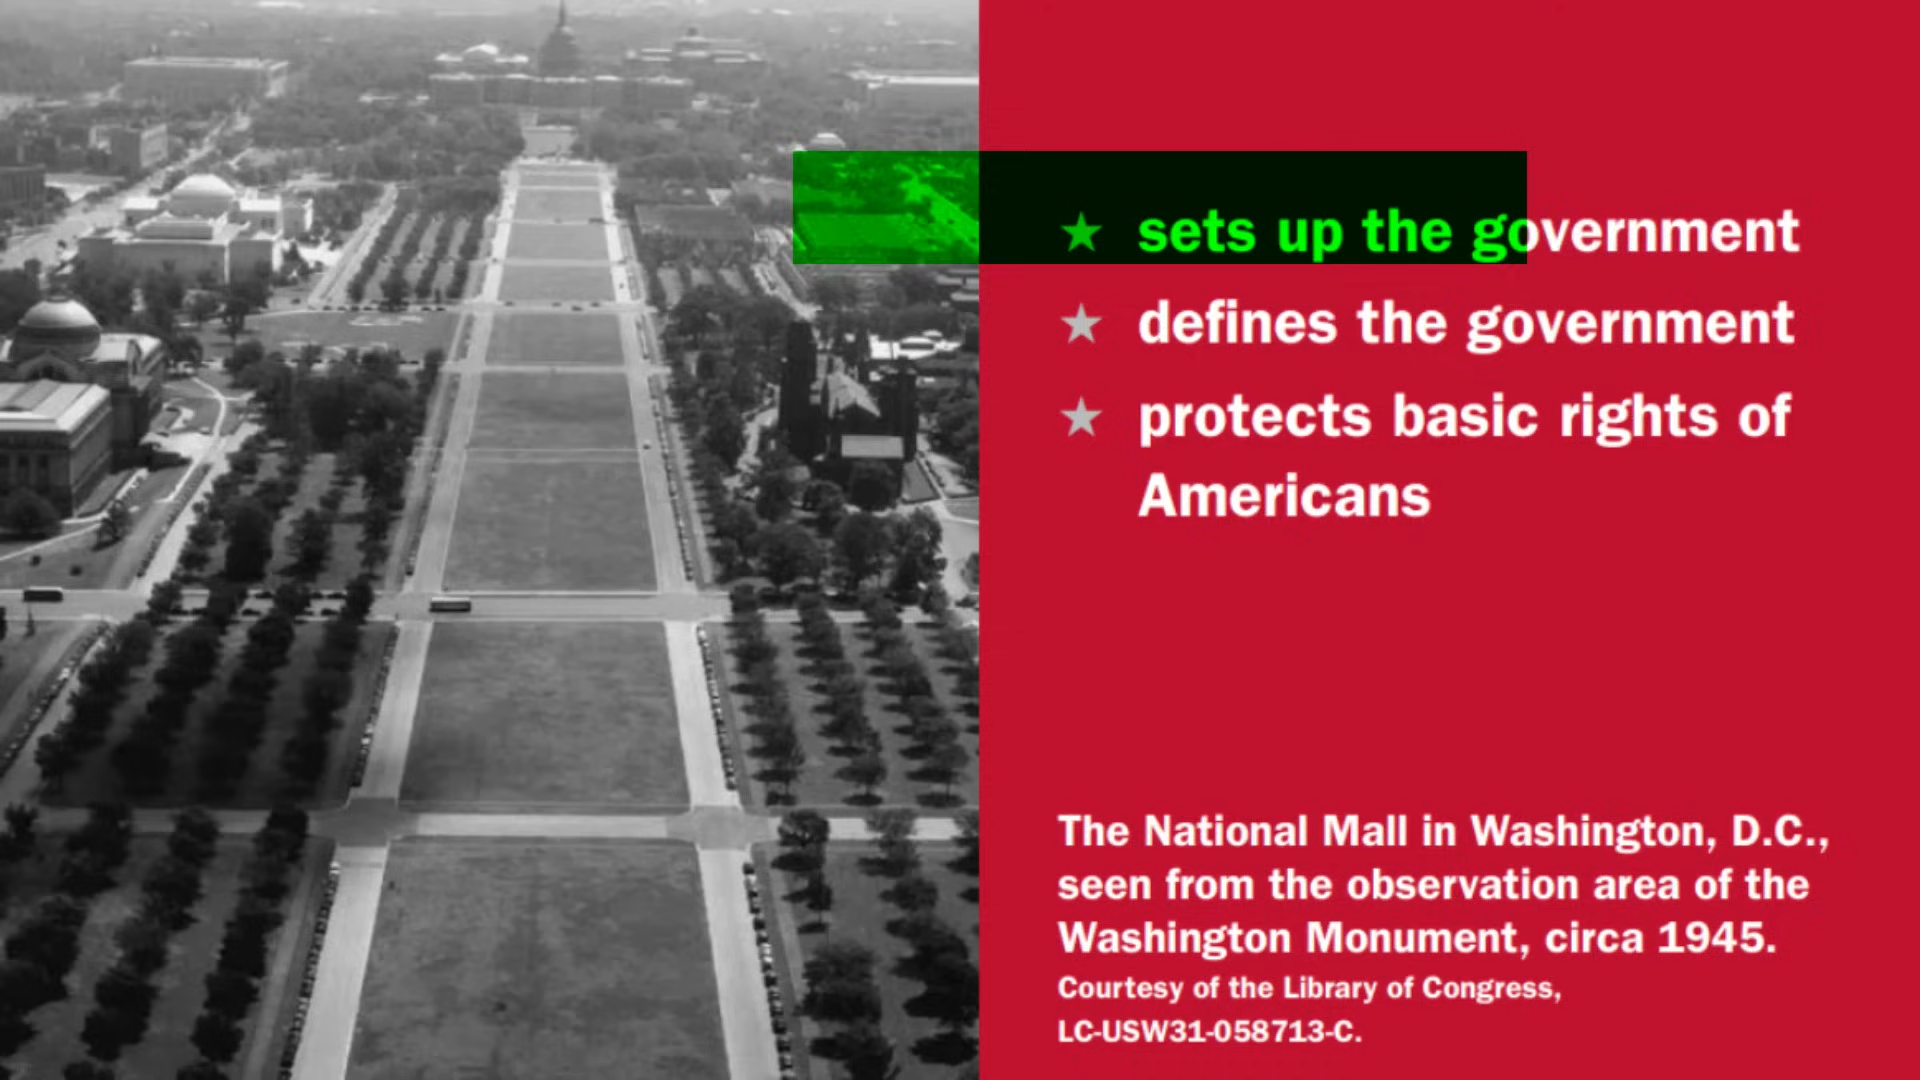 ★ sets up the government
★ defines the government
★ protects basic rights of
Americans
The National Mall in Washington, D.C.,
seen from the observation area of the
Washington Monument, circa 1945.
Courtesy of the Library of Congress,
LC-USW31-058713-C.